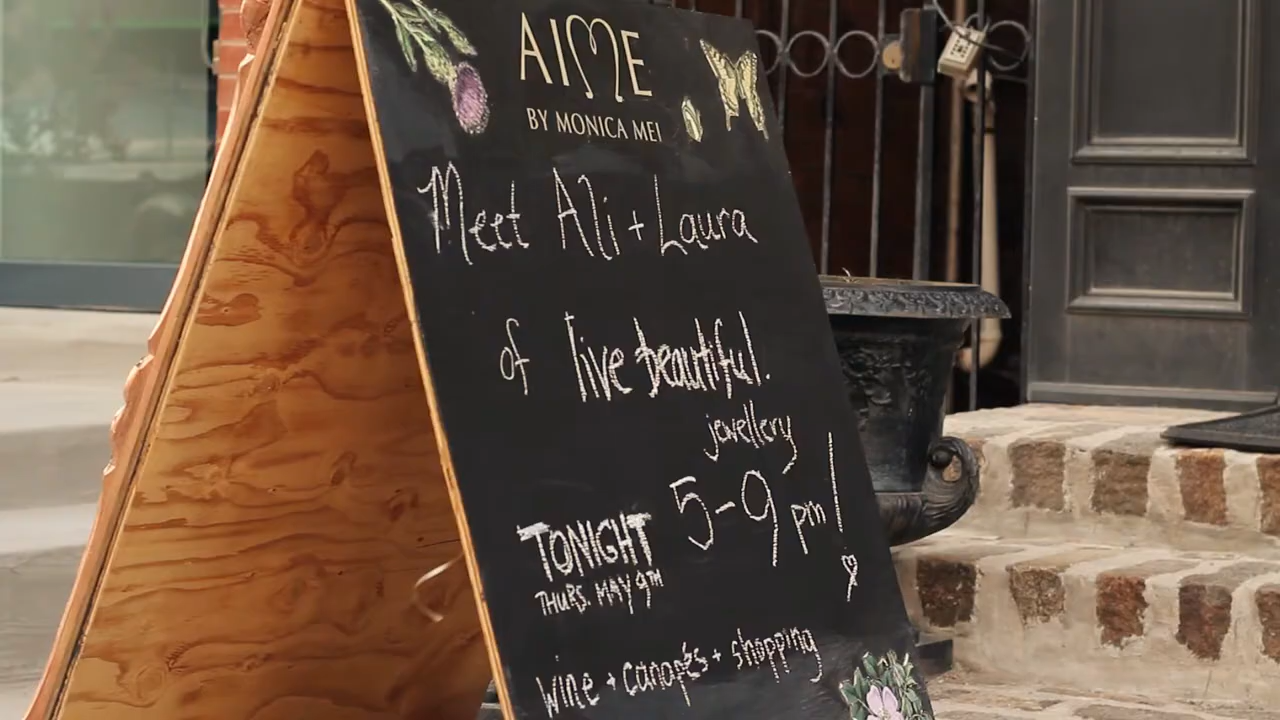 AIME
BY MONICA MEI
Meet Ali + Laura
of live beautiful.
jewellery
TONIGHT 5-9 pm!
THURS. MAY 9TH
wine + canapés + shopping